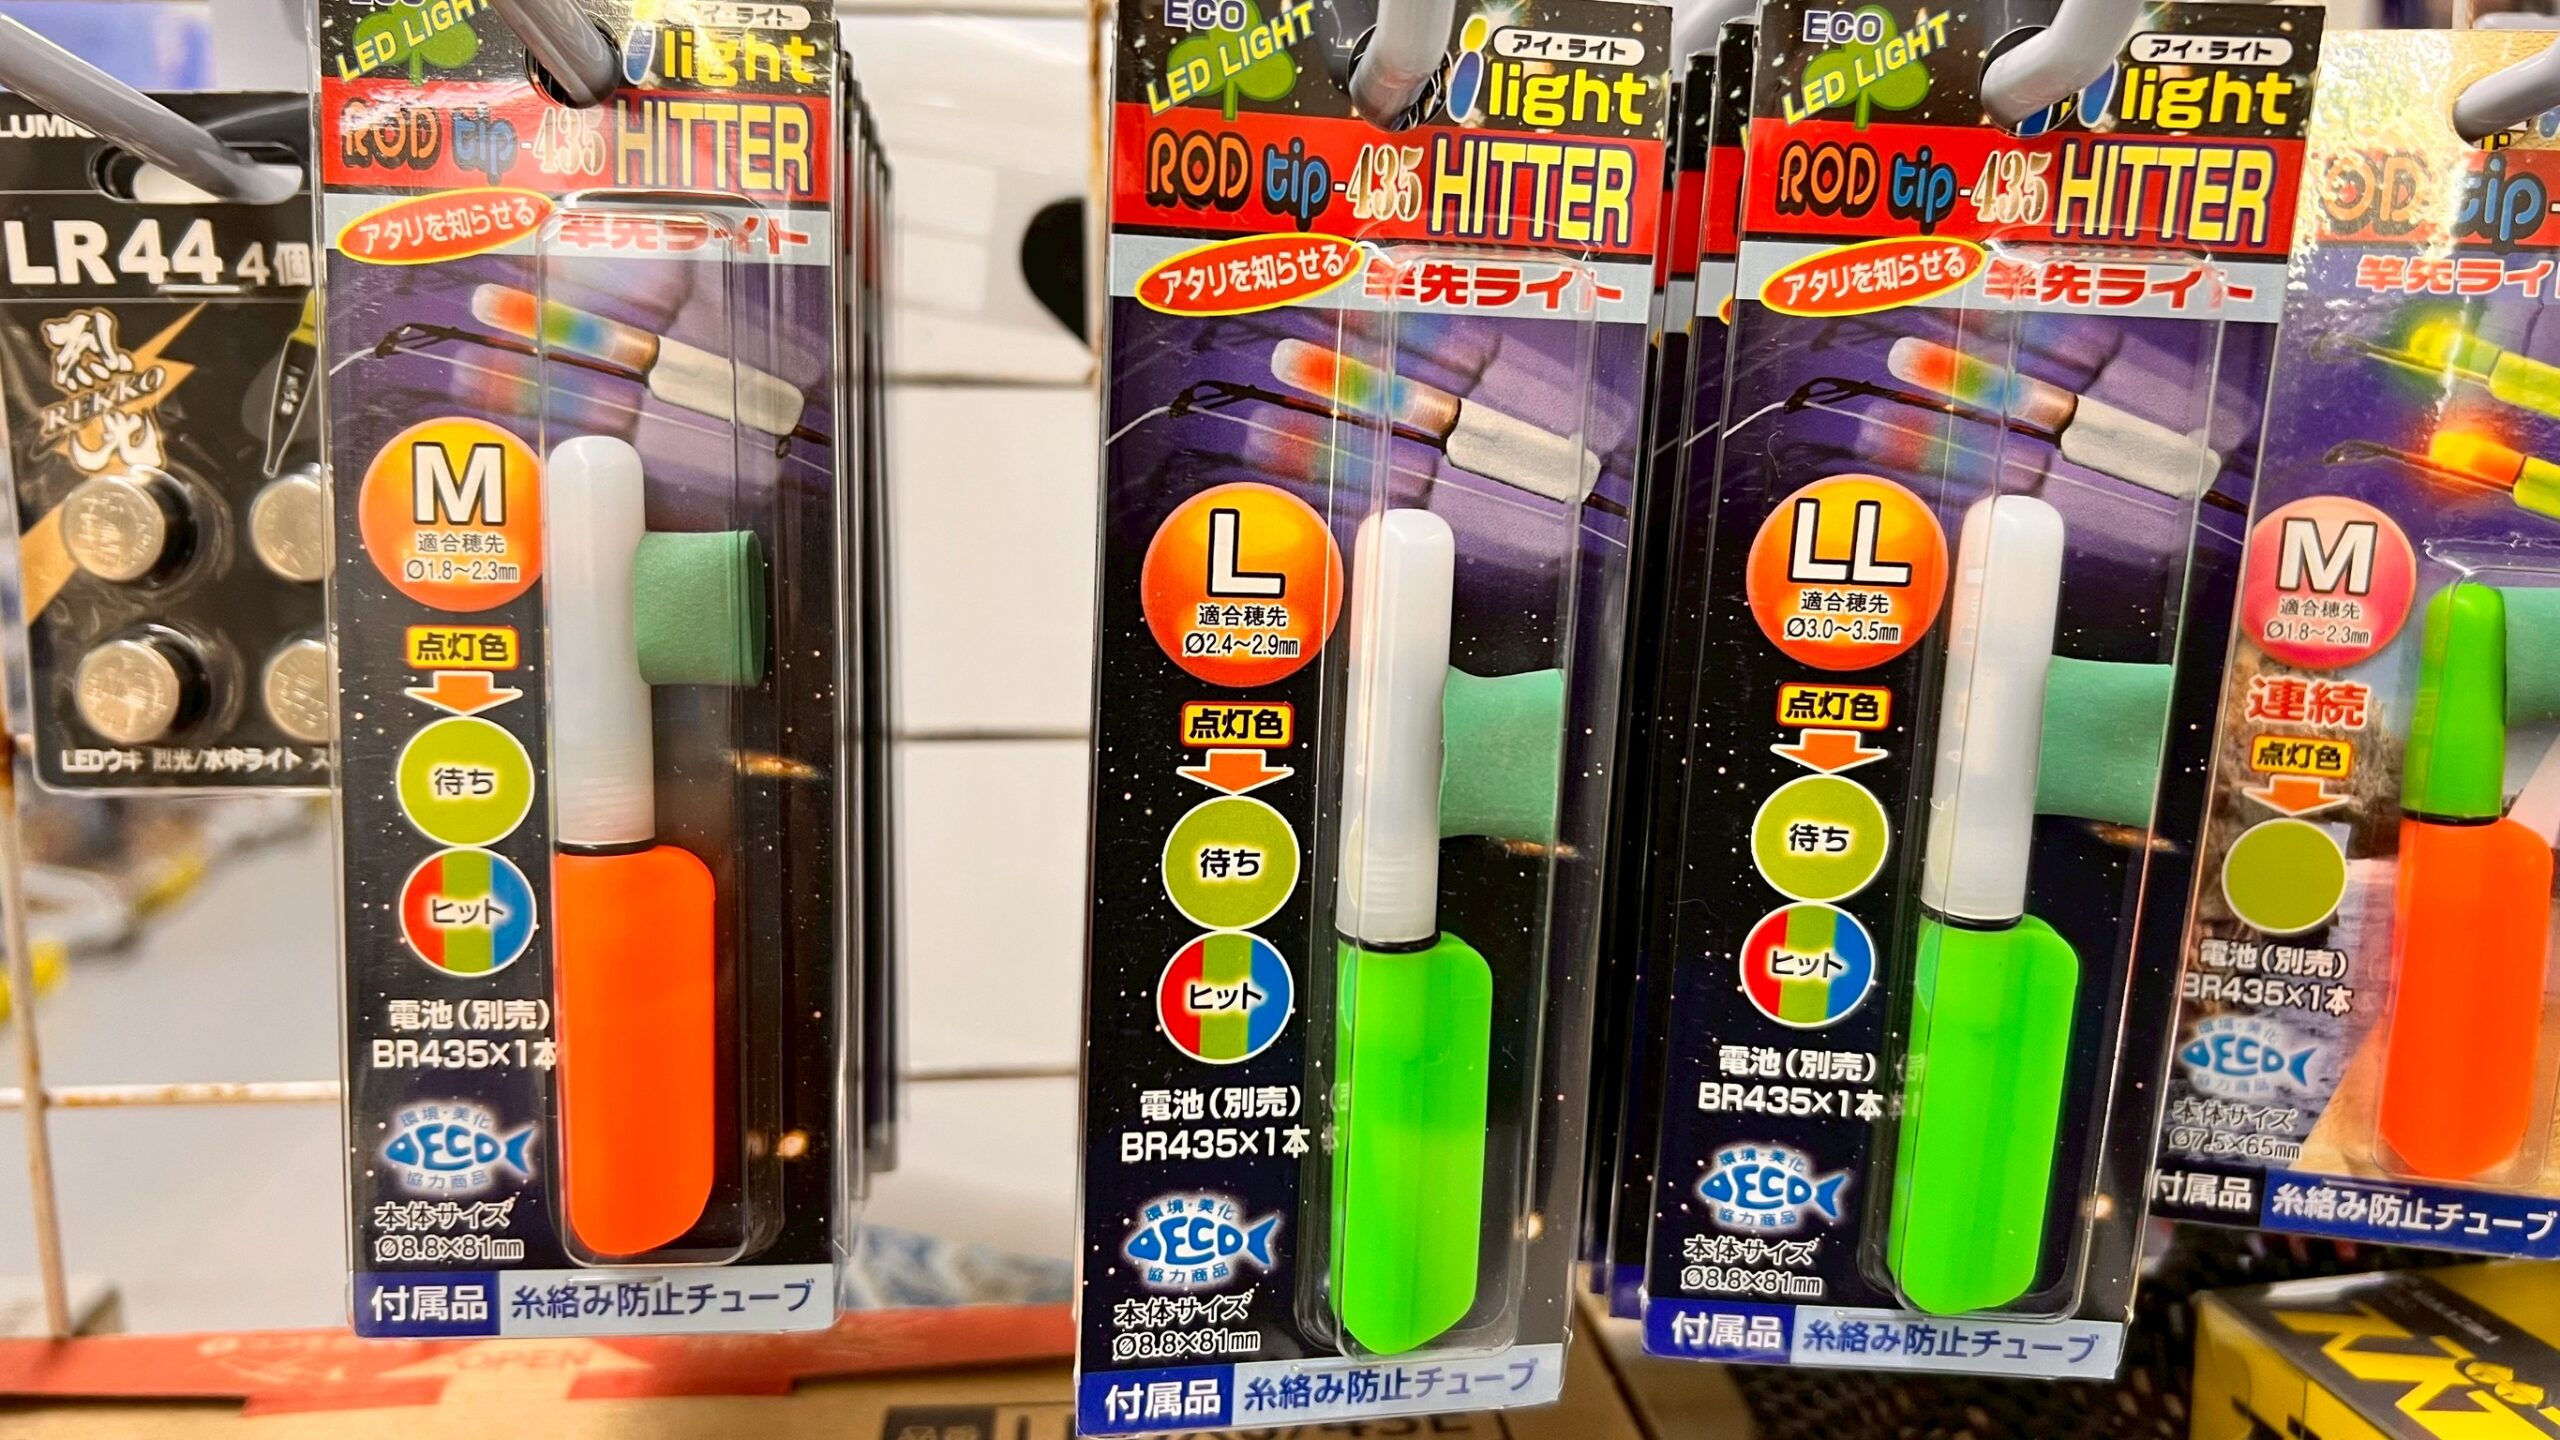 LR44 4個
烈
REKKO
光
LEDウキ 烈光/水中ライト
ECO
LED LIGHT
アイ・ライト
i light
ROD tip-435 HITTER
アタリを知らせる
竿先ライト
M
適合穂先
Ø1.8〜2.3mm
点灯色
待ち
ヒット
電池(別売)
BR435×1本
環境・美化
ECO
協力商品
本体サイズ
Ø8.8×81mm
付属品 糸絡み防止チューブ
ECO
LED LIGHT
アイ・ライト
i light
ROD tip-435 HITTER
アタリを知らせる
竿先ライト
L
適合穂先
Ø2.4〜2.9mm
点灯色
待ち
ヒット
電池(別売)
BR435×1本
環境・美化
ECO
協力商品
本体サイズ
Ø8.8×81mm
付属品 糸絡み防止チューブ
ECO
LED LIGHT
アイ・ライト
i light
ROD tip-435 HITTER
アタリを知らせる
竿先ライト
LL
適合穂先
Ø3.0〜3.5mm
点灯色
待ち
ヒット
電池(別売)
BR435×1本
環境・美化
ECO
協力商品
本体サイズ
Ø8.8×81mm
付属品 糸絡み防止チューブ
ROD tip-
竿先ライト
M
適合穂先
Ø1.8〜2.3mm
連続
点灯色
電池(別売)
BR435×1本
環境・美化
ECO
協力商品
本体サイズ
Ø7.5×65mm
付属品 糸絡み防止チューブ